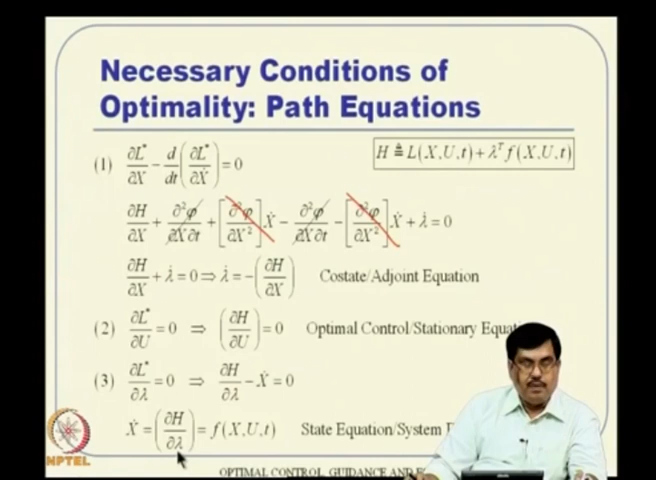 Necessary Conditions of
Optimality: Path Equations
H ≜ L(X,U,t) + λᵀ f(X,U,t)
(1) ∂L*/∂X − d/dt(∂L*/∂Ẋ) = 0
∂H/∂X + ∂²φ/∂X∂t + [∂²φ/∂X²]Ẋ − ∂²φ/∂X∂t − [∂²φ/∂X²]Ẋ + λ̇ = 0
∂H/∂X + λ̇ = 0 ⇒ λ̇ = −(∂H/∂X) Costate/Adjoint Equation
(2) ∂L*/∂U = 0 ⇒ (∂H/∂U) = 0 Optimal Control/Stationary
(3) ∂L*/∂λ = 0 ⇒ ∂H/∂λ − Ẋ = 0
Ẋ = (∂H/∂λ) = f(X,U,t) State Equation/System
NPTEL
OPTIMAL CONTROL, GUIDANCE AND